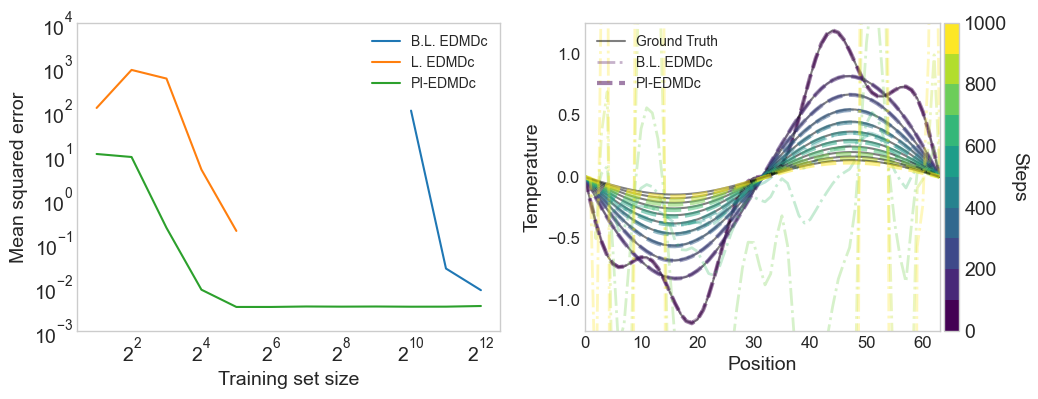 10^4
10^3
10^2
10^1
10^0
10^-1
10^-2
10^-3
Mean squared error
2^2
2^4
2^6
2^8
2^10
2^12
Training set size
B.L. EDMDc
L. EDMDc
PI-EDMDc
1.0
0.5
0.0
−0.5
−1.0
Temperature
0
10
20
30
40
50
60
Position
Ground Truth
B.L. EDMDc
PI-EDMDc
1000
800
600
400
200
0
Steps